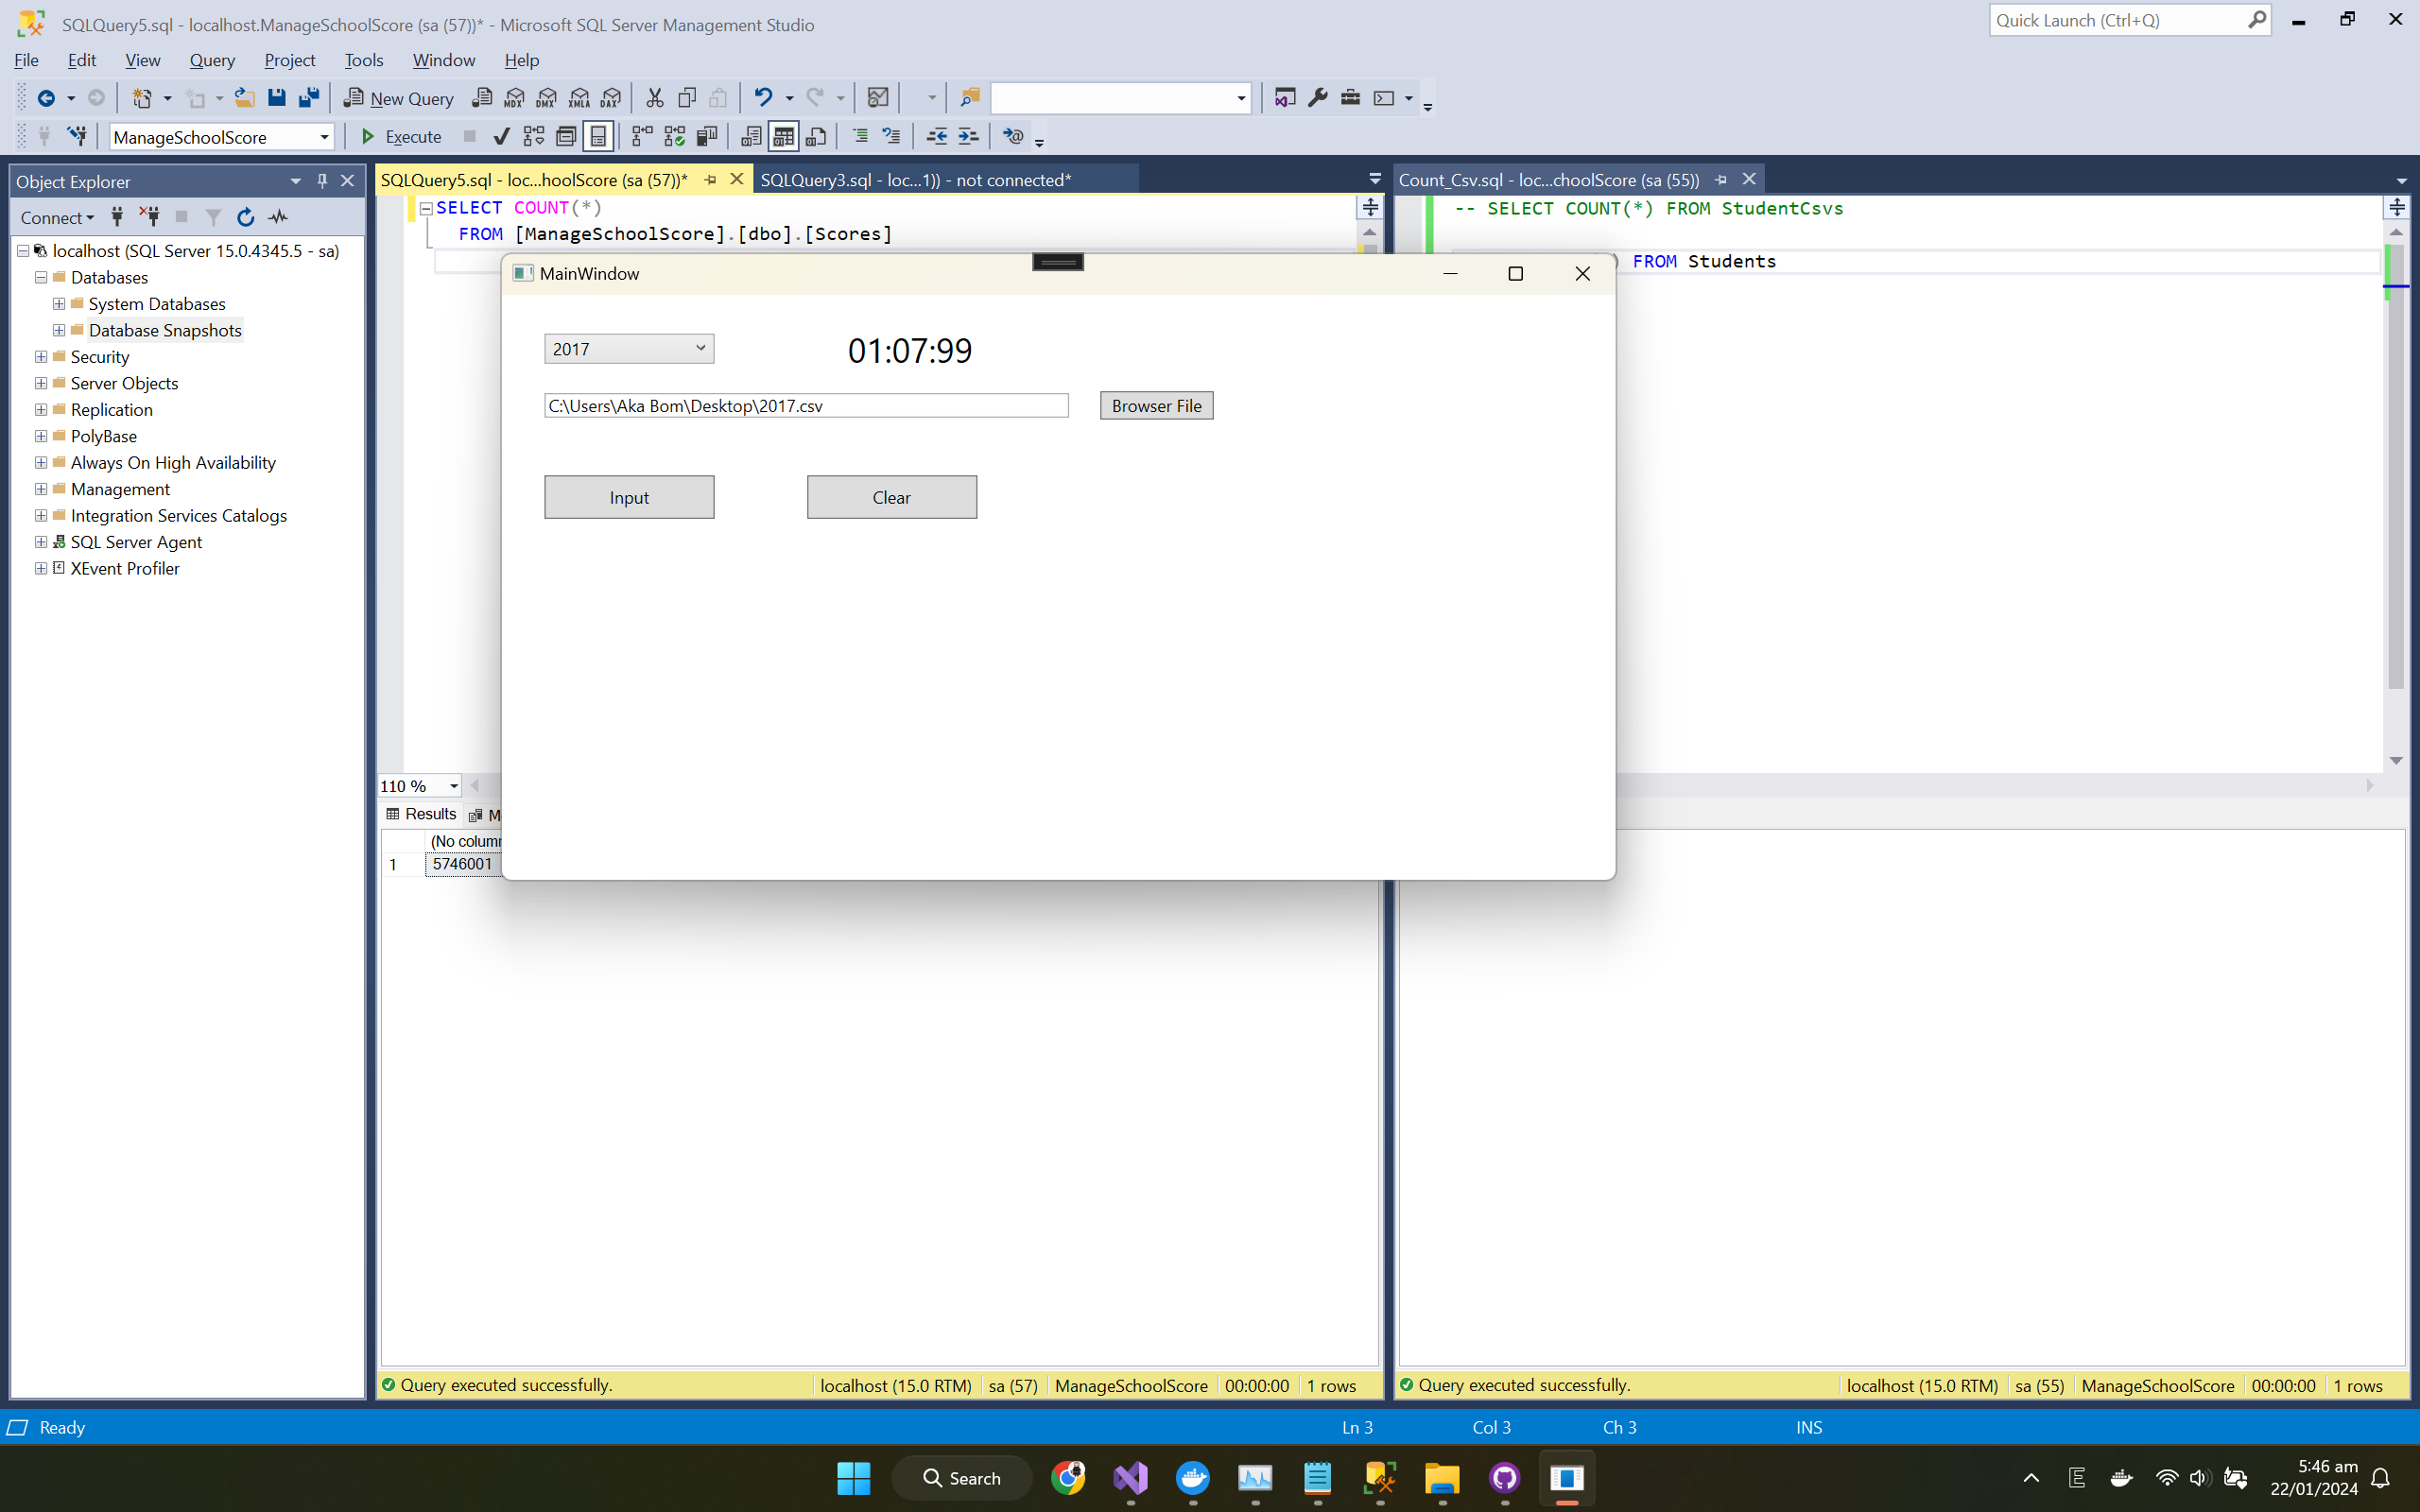 SQLQuery5.sql - localhost.ManageSchoolScore (sa (57))* - Microsoft SQL Server Management Studio
Quick Launch (Ctrl+Q)
File Edit View Query Project Tools Window Help
New Query MDX DMX XMLA DAX
ManageSchoolScore Execute
Object Explorer
Connect
localhost (SQL Server 15.0.4345.5 - sa)
Databases
System Databases
Database Snapshots
Security
Server Objects
Replication
PolyBase
Always On High Availability
Management
Integration Services Catalogs
SQL Server Agent
XEvent Profiler
SQLQuery5.sql - loc...hoolScore (sa (57))* SQLQuery3.sql - loc...1)) - not connected*
SELECT COUNT(*)
FROM [ManageSchoolScore].[dbo].[Scores]
Count_Csv.sql - loc...choolScore (sa (55))
-- SELECT COUNT(*) FROM StudentCsvs
) FROM Students
MainWindow
2017
01:07:99
C:\Users\Aka Bom\Desktop\2017.csv
Browser File
Input
Clear
110 %
Results M
(No colum
1 5746001
Query executed successfully. localhost (15.0 RTM) sa (57) ManageSchoolScore 00:00:00 1 rows
Query executed successfully. localhost (15.0 RTM) sa (55) ManageSchoolScore 00:00:00 1 rows
Ready Ln 3 Col 3 Ch 3 INS
Search
E
5:46 am
22/01/2024